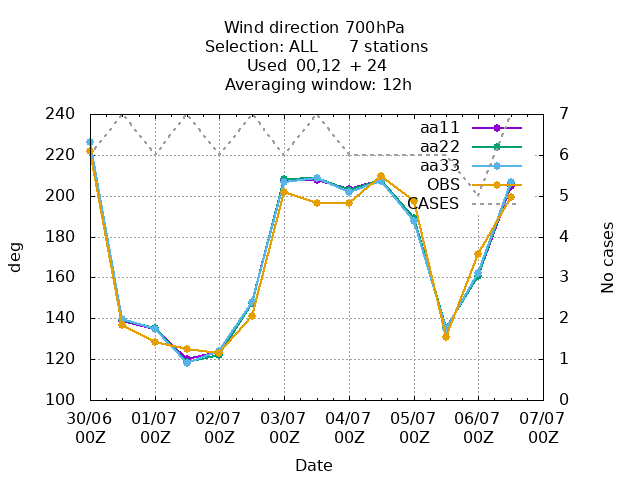 Wind direction 700hPa
Selection: ALL 7 stations
Used 00,12 + 24
Averaging window: 12h
240 7
aa11
aa22
220 6
aa33
OBS
200 5
CASES
180 4
deg
No cases
160 3
140 2
120 1
100 0
30/06 01/07 02/07 03/07 04/07 05/07 06/07 07/07
00Z 00Z 00Z 00Z 00Z 00Z 00Z 00Z
Date